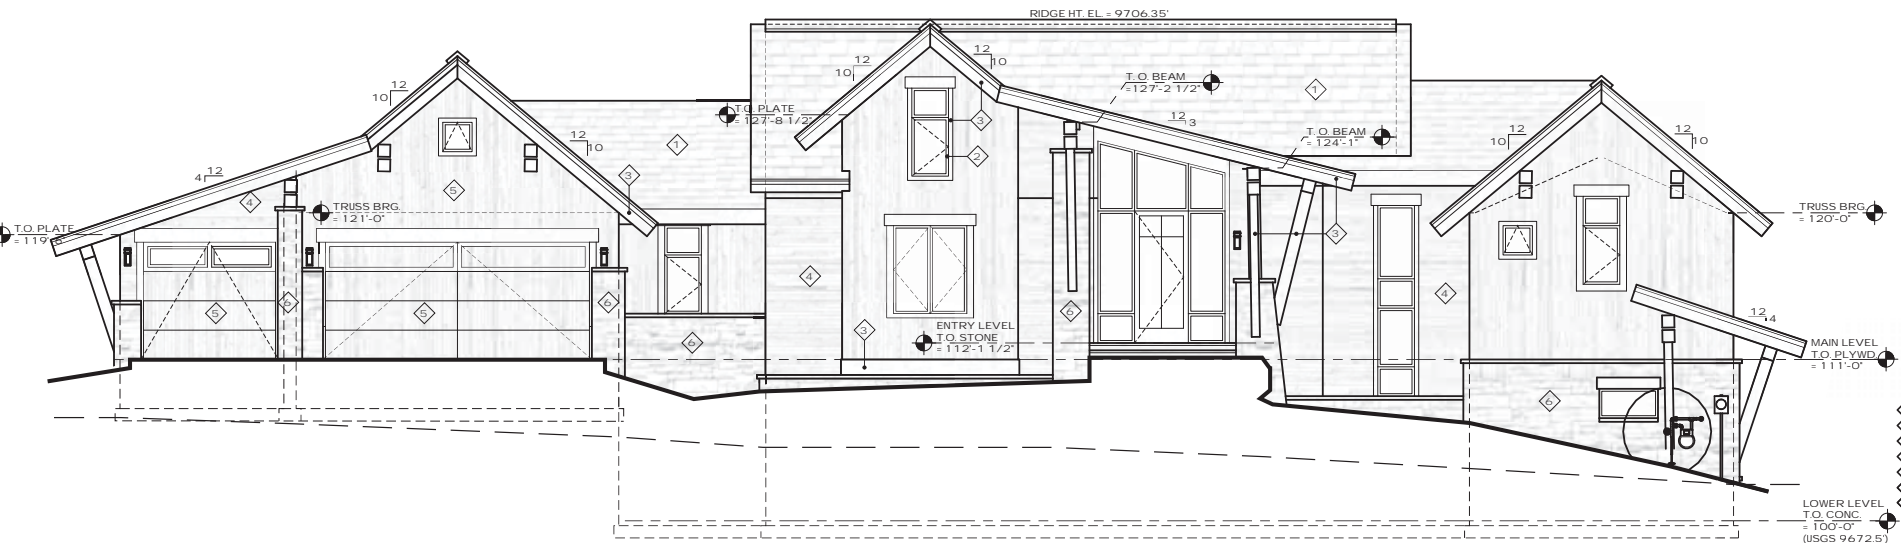 RIDGE HT. EL. = 9706.35'
12
10
12
10
12
10
T.O. BEAM
=127'-2 1/2"
1
T.O. PLATE
= 127'-8 1/2"
3
12
3
T.O. BEAM
= 124'-1"
12
10
12
10
12
10
1
2
12
4
3
5
4
TRUSS BRG.
= 121'-0"
T.O. PLATE
= 119'-6"
TRUSS BRG.
= 120'-0"
3
4
4
6
5
5
6
6
12
4
6
3
ENTRY LEVEL
T.O. STONE
= 112'-1 1/2"
MAIN LEVEL
T.O. PLYWD.
= 111'-0"
6
LOWER LEVEL
T.O. CONC.
= 100'-0"
(USGS 9672.5')